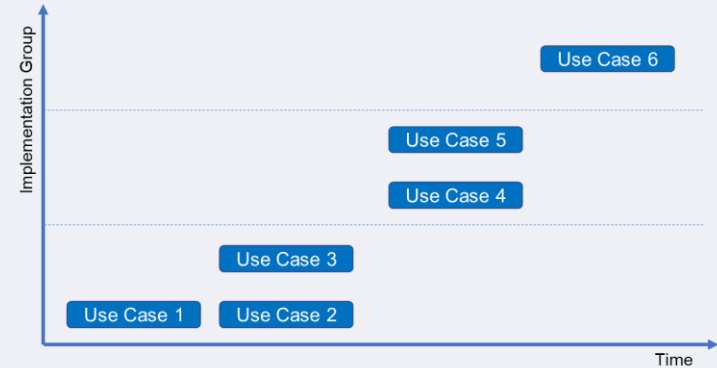 Implementation Group
Use Case 6
Use Case 5
Use Case 4
Use Case 3
Use Case 1
Use Case 2
Time